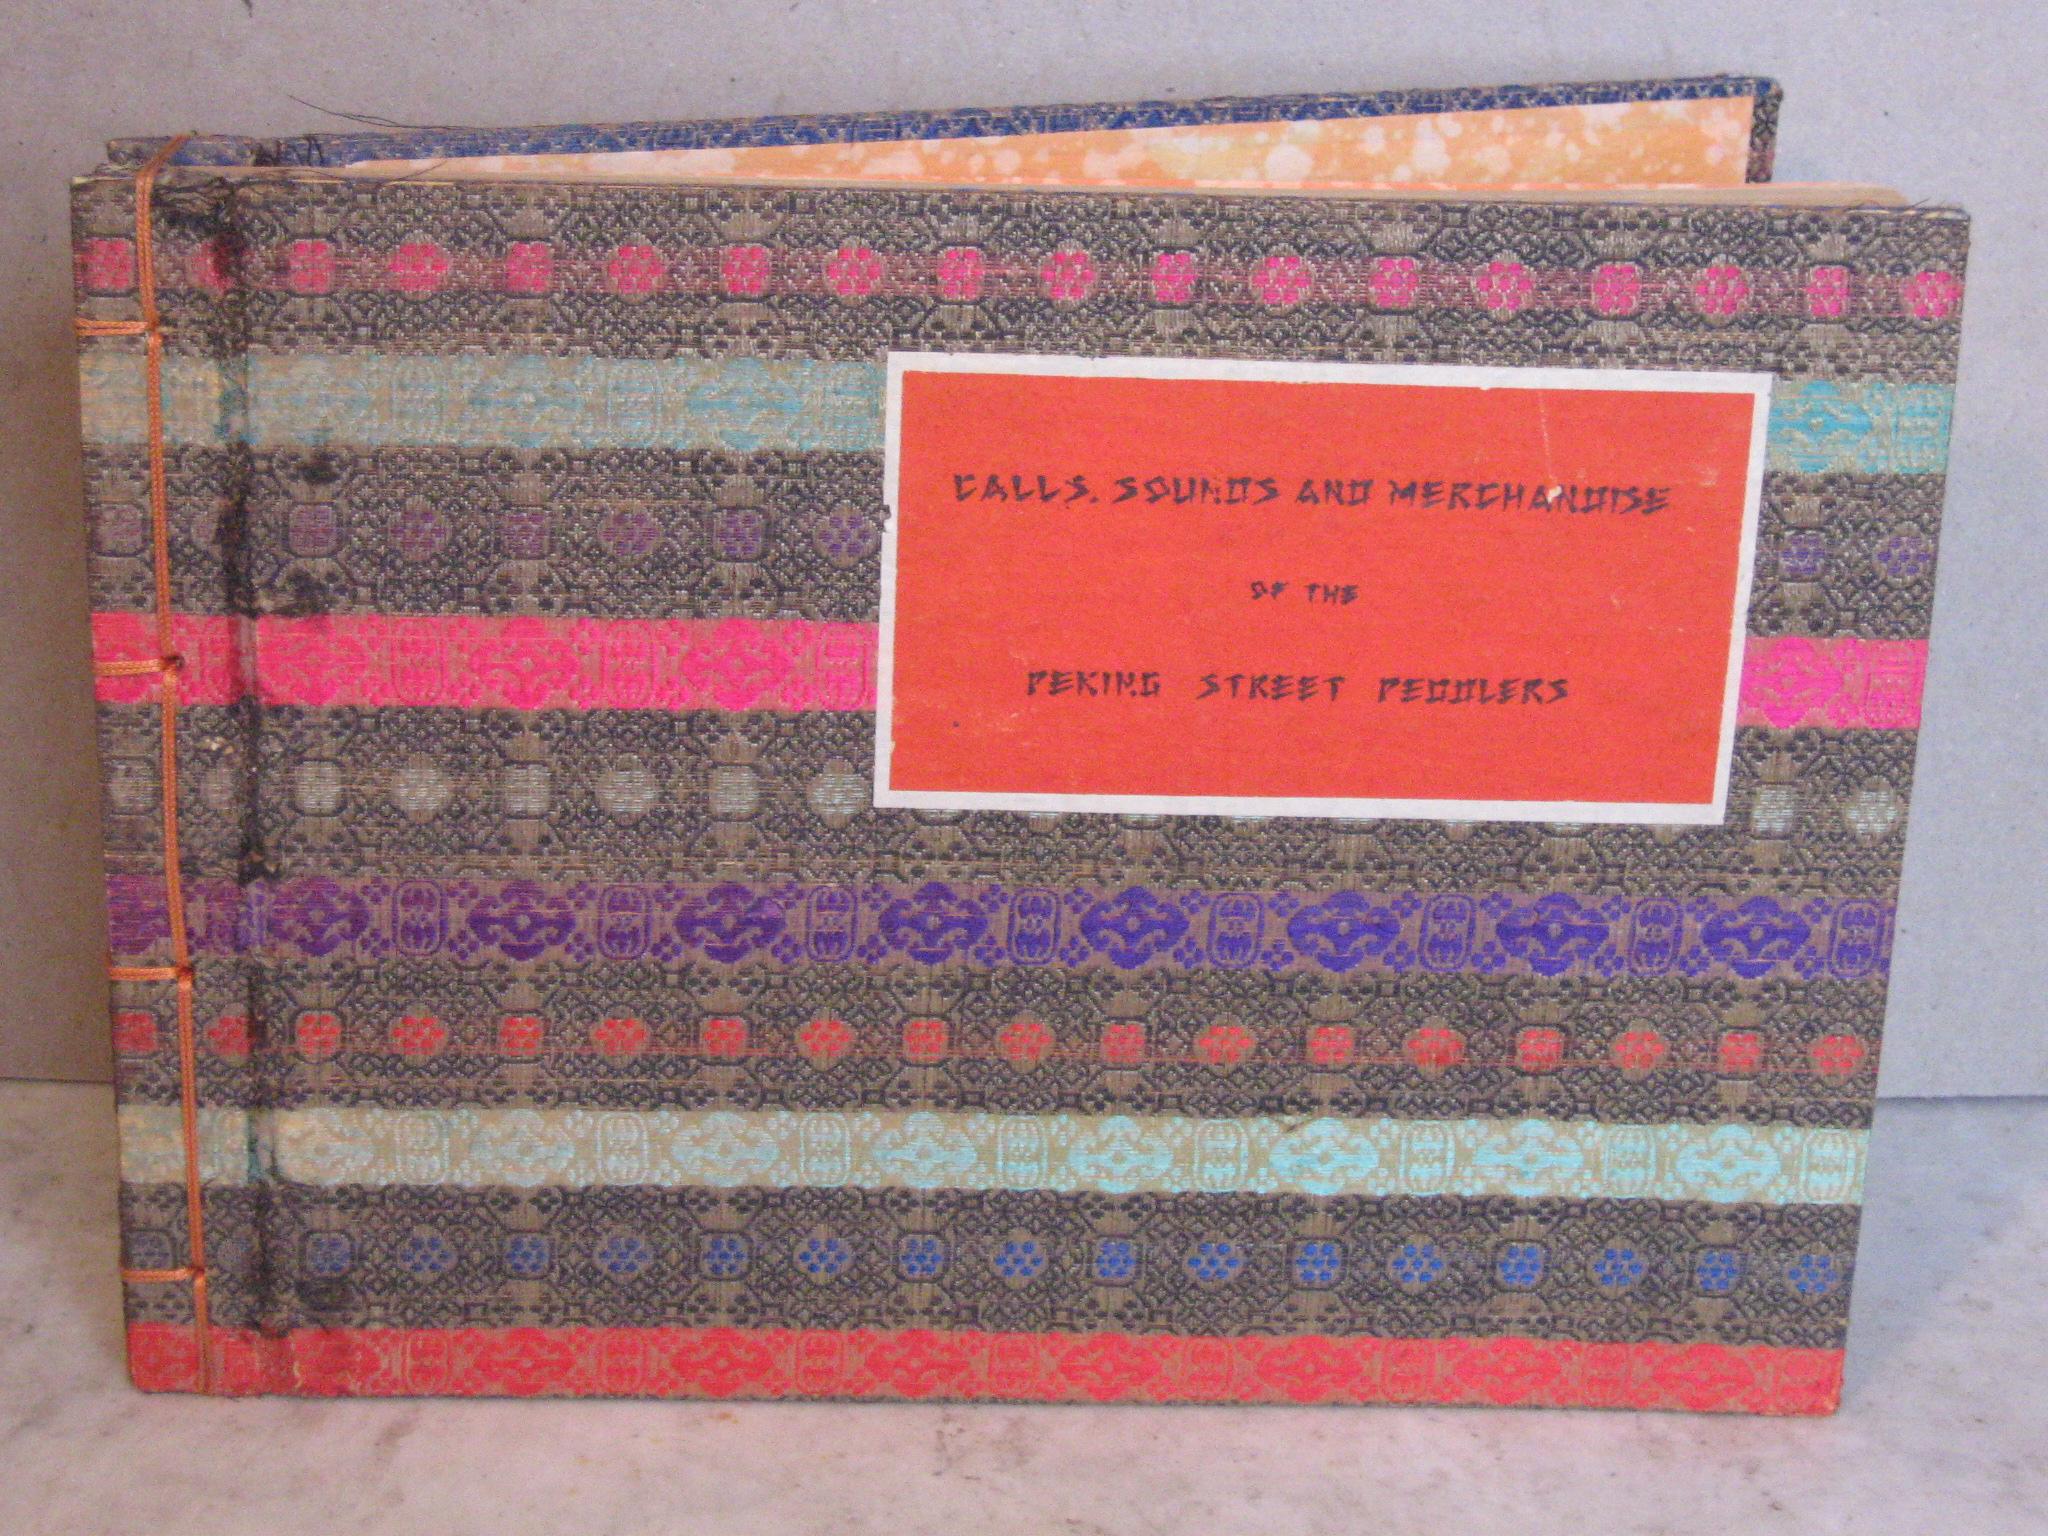 CALLS, SOUNDS AND MERCHANDISE
OF THE
PEKING STREET PEDDLERS